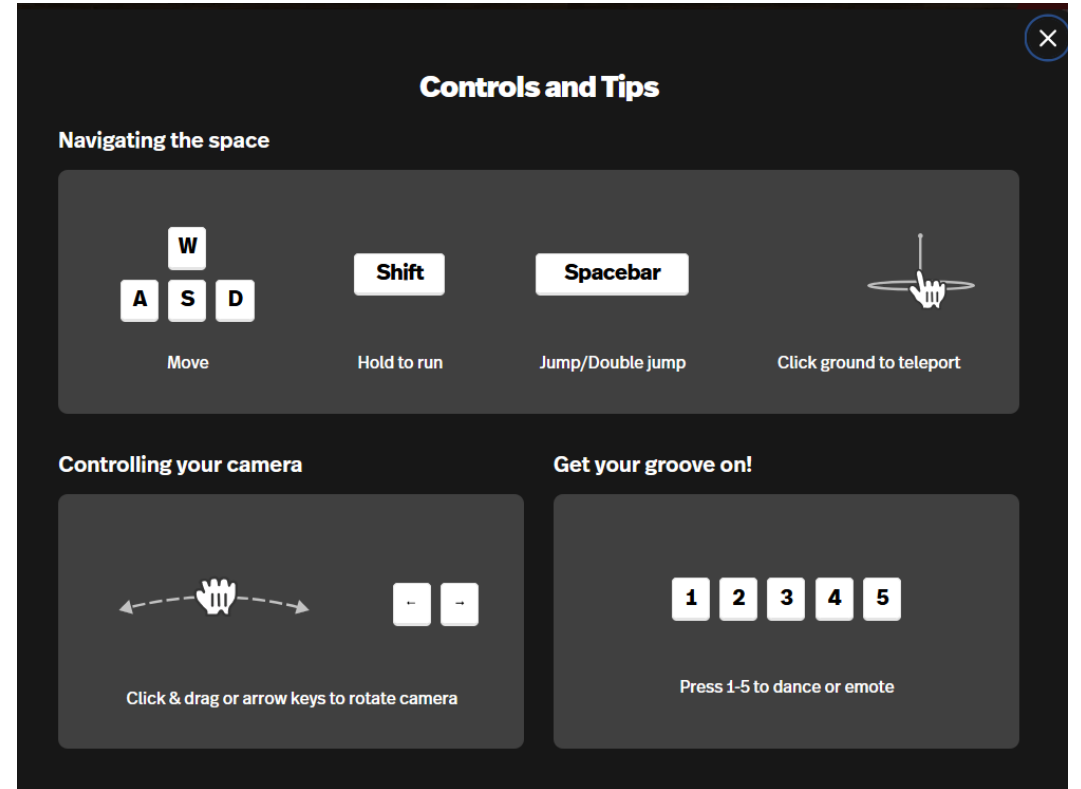 Controls and Tips
Navigating the space
W
A S D
Shift
Spacebar
Move
Hold to run
Jump/Double jump
Click ground to teleport
Controlling your camera
← →
Click & drag or arrow keys to rotate camera
Get your groove on!
1 2 3 4 5
Press 1-5 to dance or emote